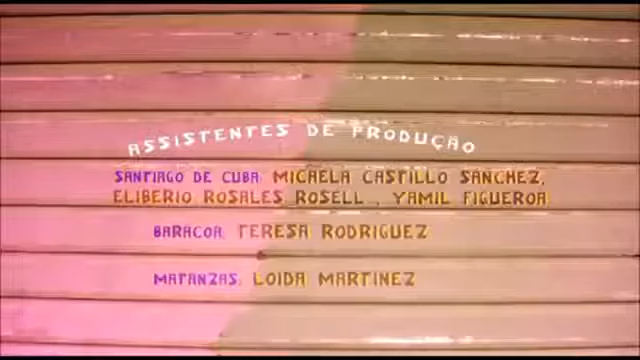 ASSISTENTES DE PRODUÇÃO
SANTIAGO DE CUBA: MICAELA CASTILLO SÁNCHEZ,
ELIBERIO ROSALES ROSELL , YAMIL FIGUEROA
BARACOA: TERESA RODRIGUEZ
MATANZAS: LOIDA MARTINEZ